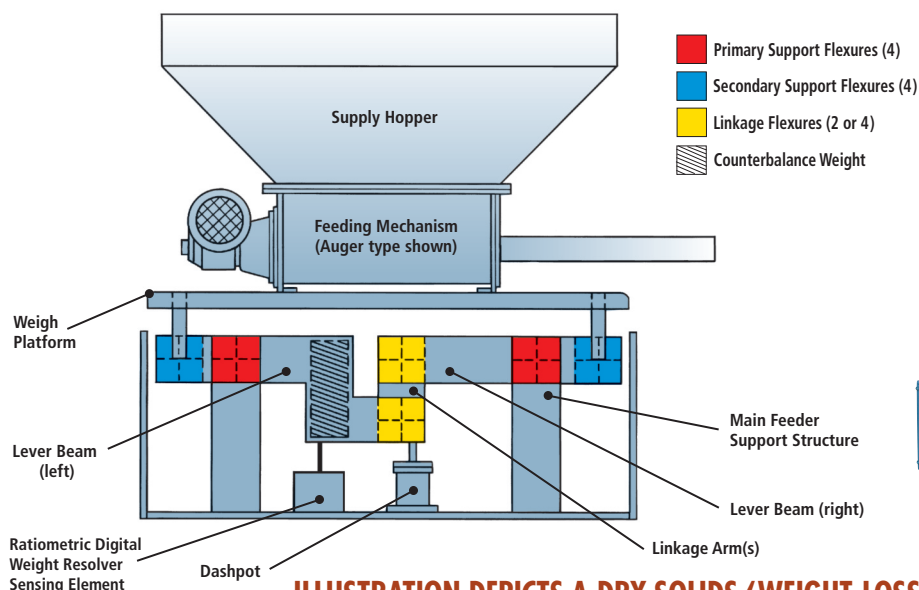 Primary Support Flexures (4)
Secondary Support Flexures (4)
Linkage Flexures (2 or 4)
Counterbalance Weight
Supply Hopper
Feeding Mechanism
(Auger type shown)
Weigh
Platform
Lever Beam
(left)
Ratiometric Digital
Weight Resolver
Sensing Element
Dashpot
Main Feeder
Support Structure
Lever Beam (right)
Linkage Arm(s)
ILLUSTRATION DEPICTS A DRY SOLIDS (WEIGHT LOSS